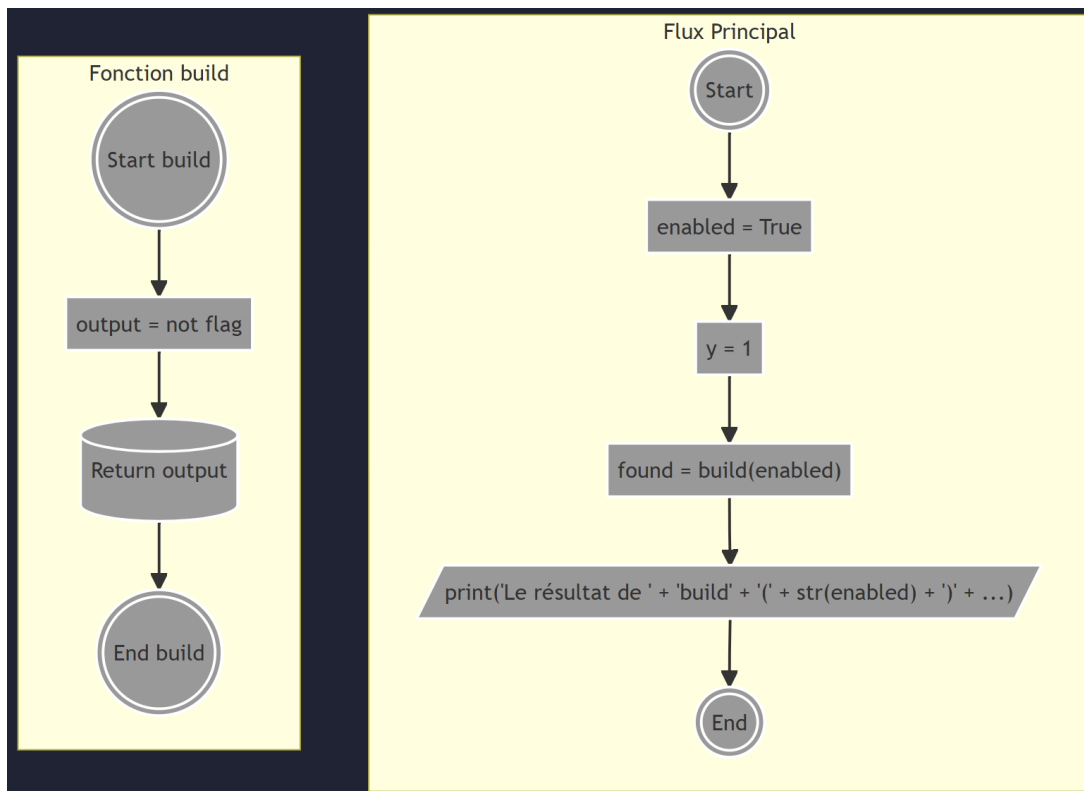 Fonction build
Start build
output = not flag
Return output
End build
Flux Principal
Start
enabled = True
y = 1
found = build(enabled)
print('Le résultat de ' + 'build' + '(' + str(enabled) + ')' + ...)
End